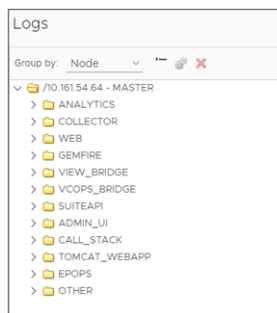 Logs
Group by: Node
/10.161.54.64 - MASTER
ANALYTICS
COLLECTOR
WEB
GEMFIRE
VIEW_BRIDGE
VCOPS_BRIDGE
SUITEAPI
ADMIN_UI
CALL_STACK
TOMCAT_WEBAPP
EPOPS
OTHER